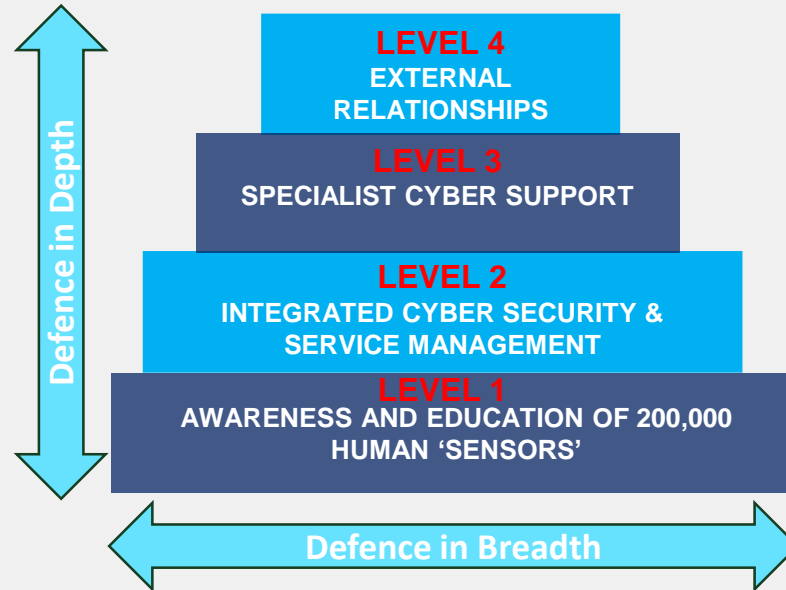 LEVEL 4
EXTERNAL
RELATIONSHIPS
LEVEL 3
SPECIALIST CYBER SUPPORT
LEVEL 2
INTEGRATED CYBER SECURITY &
SERVICE MANAGEMENT
LEVEL 1
AWARENESS AND EDUCATION OF 200,000
HUMAN ‘SENSORS’
Defence in Depth
Defence in Breadth